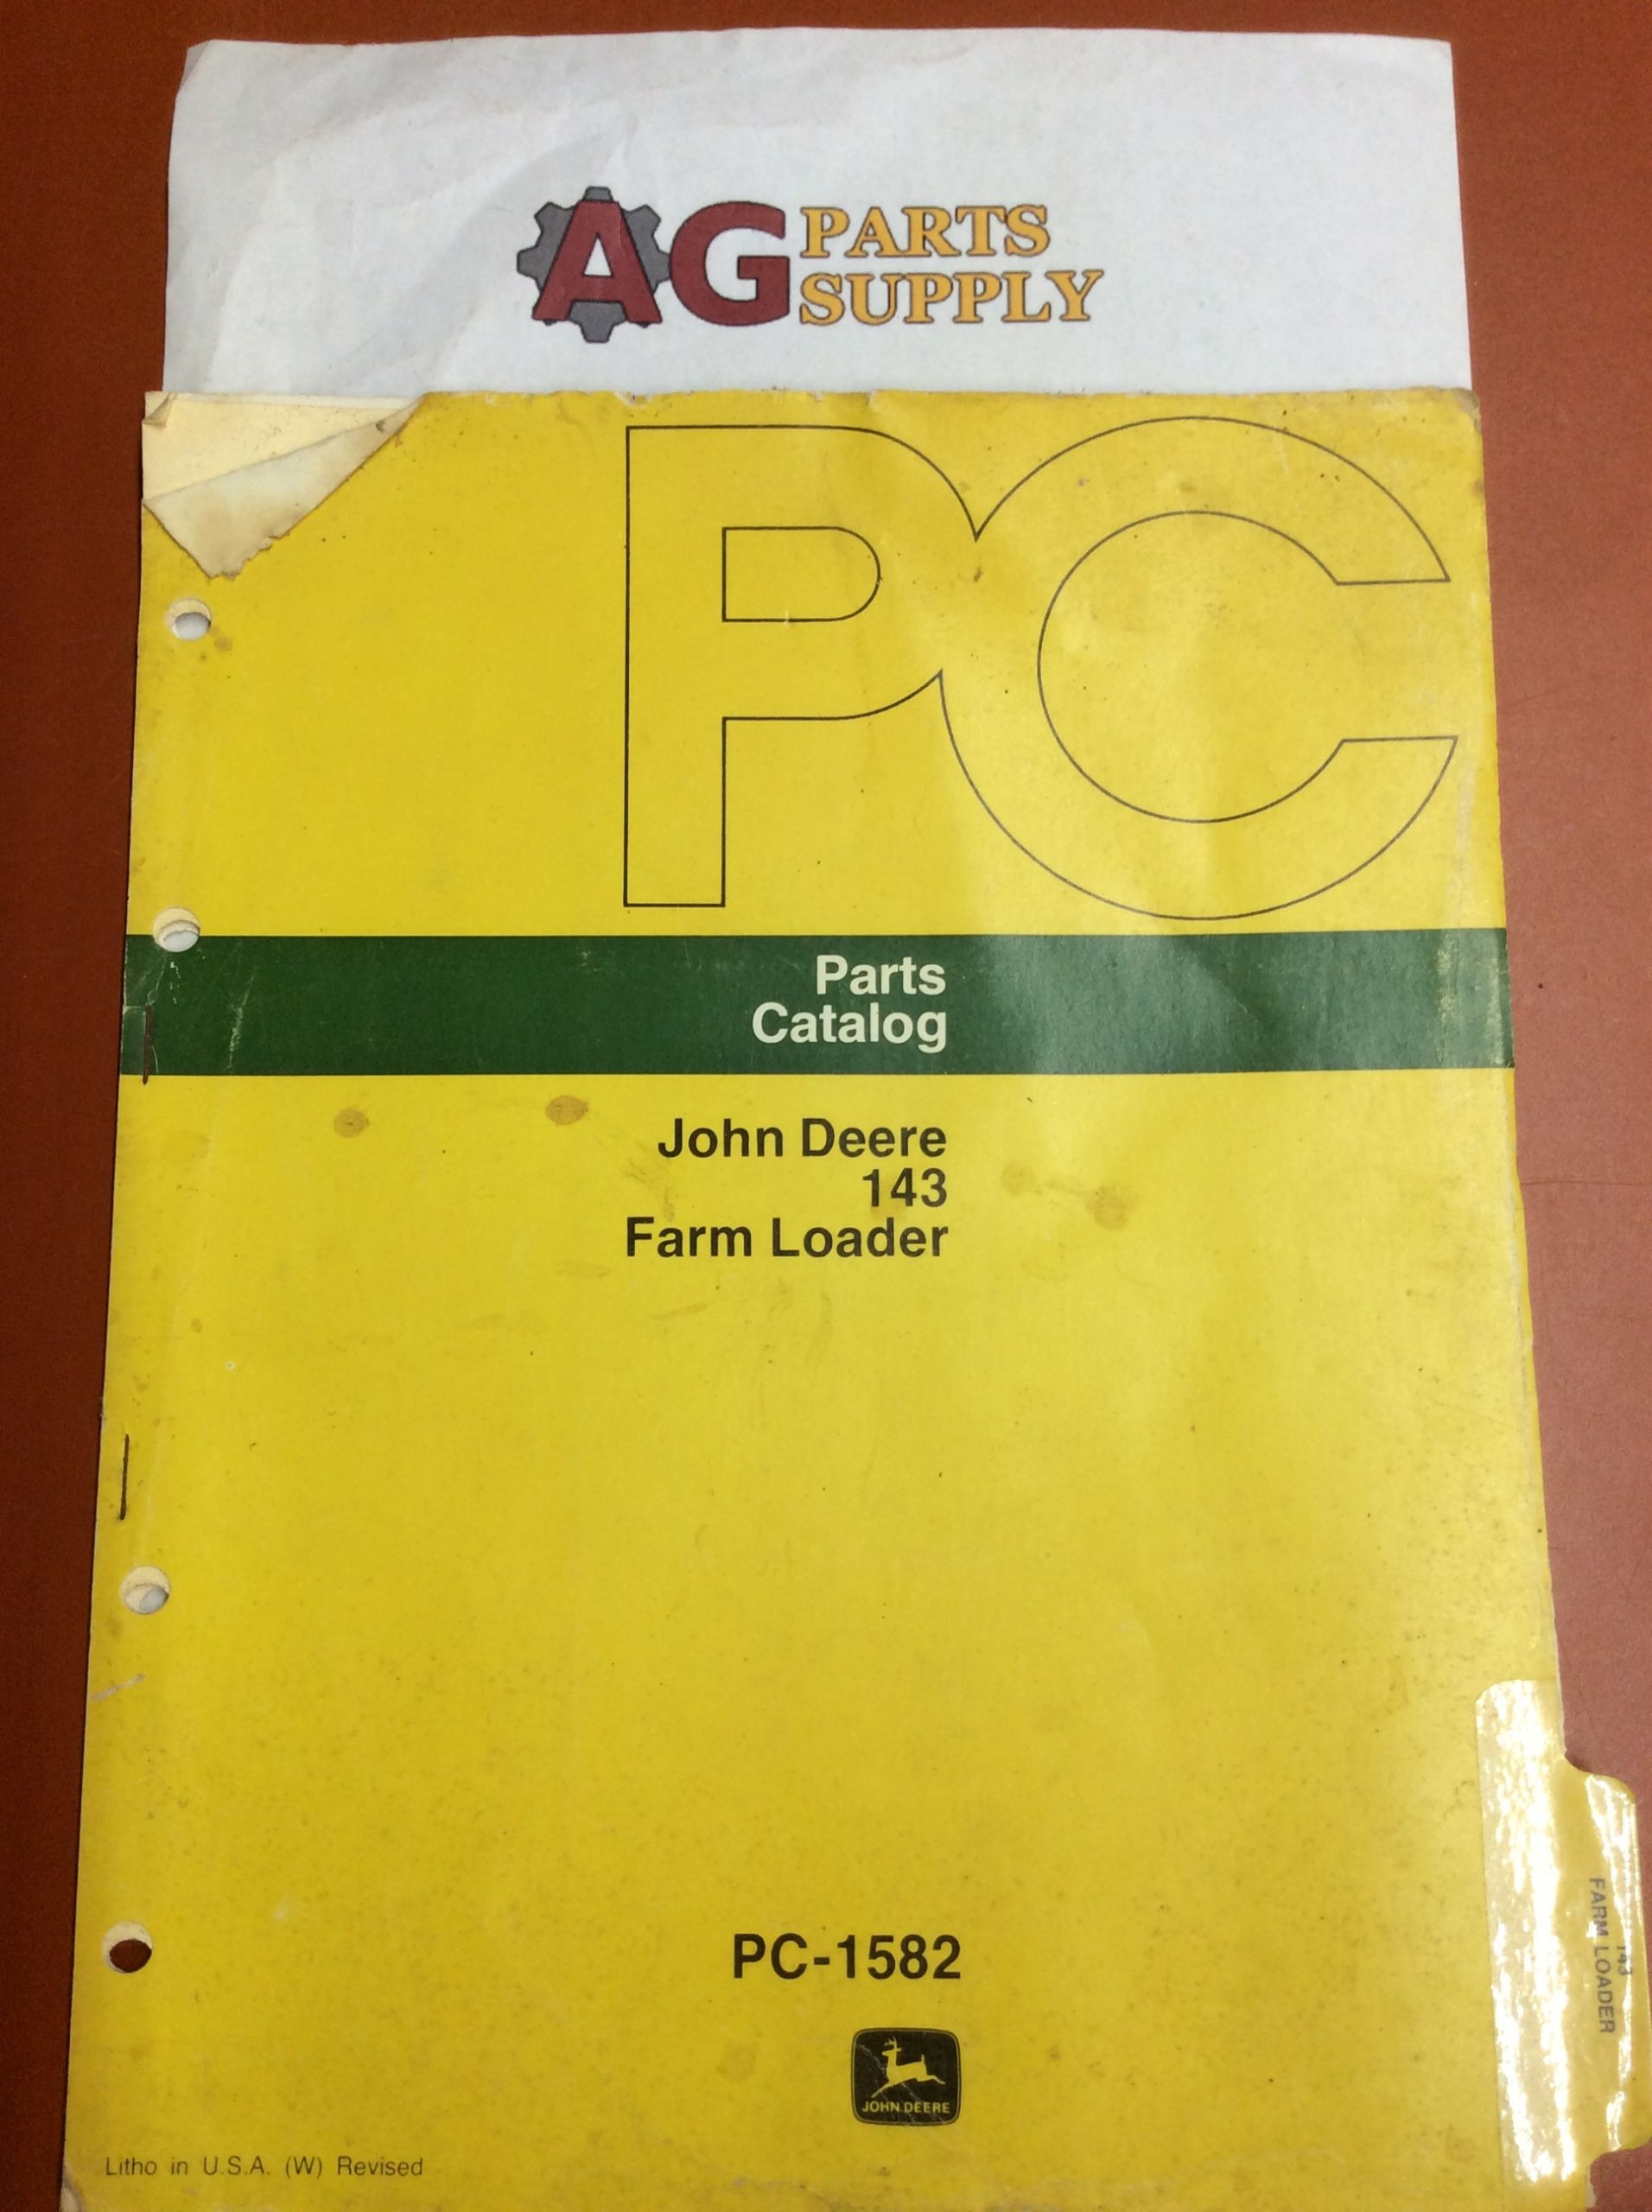 AG PARTS
SUPPLY
PC
Parts
Catalog
John Deere
143
Farm Loader
PC-1582
JOHN DEERE
Litho in U.S.A. (W) Revised
143
FARM LOADER